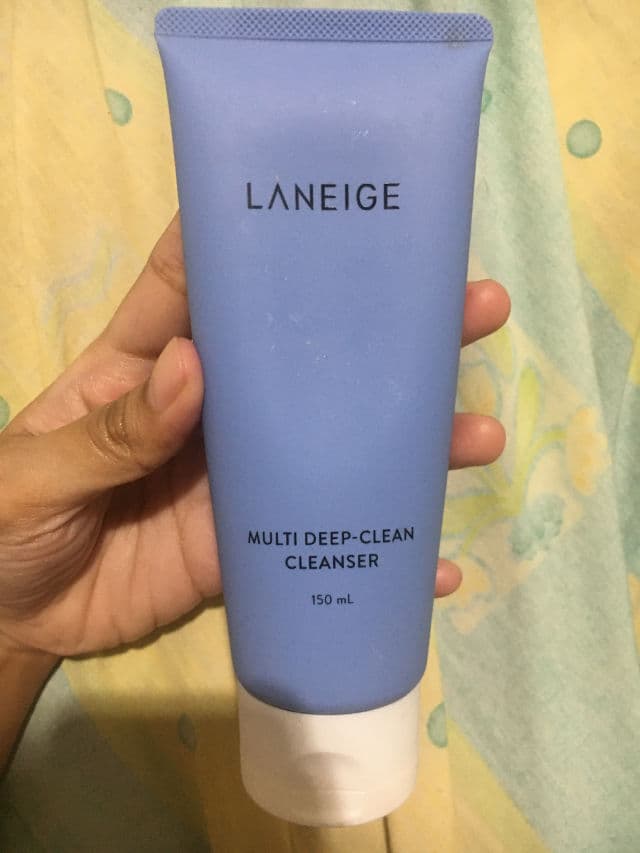 LANEIGE
MULTI DEEP-CLEAN
CLEANSER
150 mL